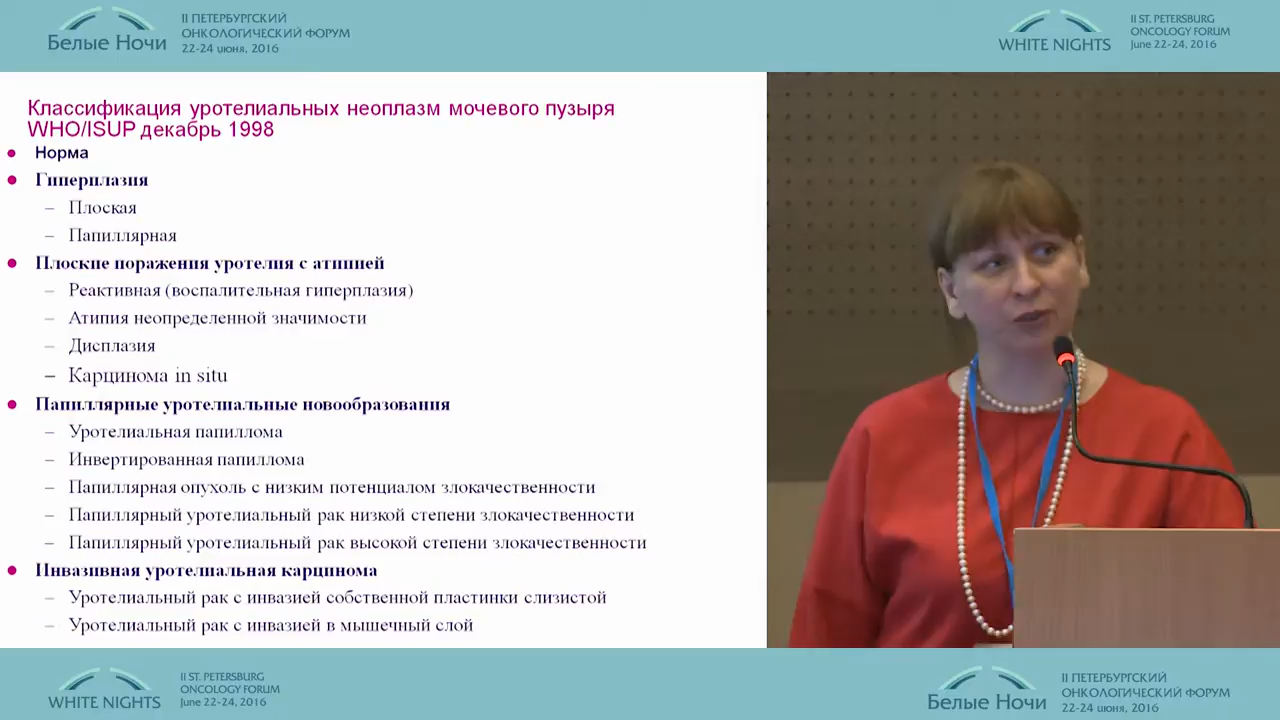 Белые Ночи
II ПЕТЕРБУРГСКИЙ
ОНКОЛОГИЧЕСКИЙ ФОРУМ
22-24 июня, 2016
WHITE NIGHTS
II ST. PETERSBURG
ONCOLOGY FORUM
June 22-24, 2016
Классификация уротелиальных неоплазм мочевого пузыря
WHO/ISUP декабрь 1998
● Норма
● Гиперплазия
– Плоская
– Папиллярная
● Плоские поражения уротелия с атипией
– Реактивная (воспалительная гиперплазия)
– Атипия неопределенной значимости
– Дисплазия
– Карцинома in situ
● Папиллярные уротелиальные новообразования
– Уротелиальная папиллома
– Инвертированная папиллома
– Папиллярная опухоль с низким потенциалом злокачественности
– Папиллярный уротелиальный рак низкой степени злокачественности
– Папиллярный уротелиальный рак высокой степени злокачественности
● Инвазивная уротелиальная карцинома
– Уротелиальный рак с инвазией собственной пластинки слизистой
– Уротелиальный рак с инвазией в мышечный слой
WHITE NIGHTS
II ST. PETERSBURG
ONCOLOGY FORUM
June 22-24, 2016
Белые Ночи
II ПЕТЕРБУРГСКИЙ
ОНКОЛОГИЧЕСКИЙ ФОРУМ
22-24 июня, 2016